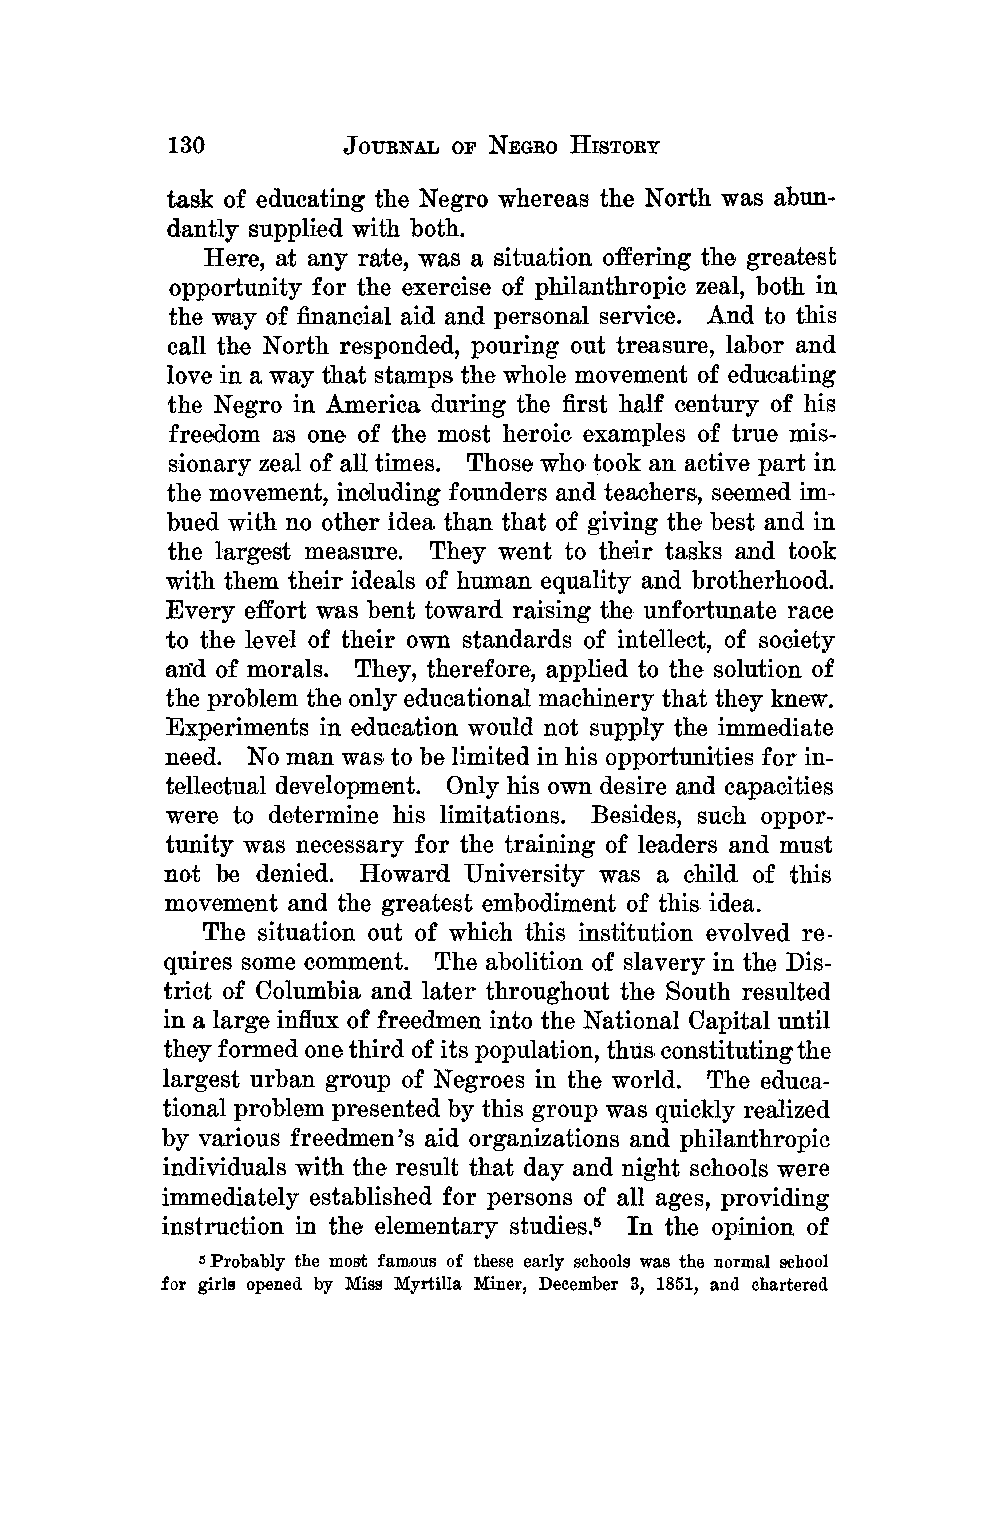 130 JOURNAL OF NEGRO HISTORY
task of educating the Negro whereas the North was abun-
dantly supplied with both.
Here, at any rate, was a situation offering the greatest
opportunity for the exercise of philanthropic zeal, both in
the way of financial aid and personal service. And to this
call the North responded, pouring out treasure, labor and
love in a way that stamps the whole movement of educating
the Negro in America during the first half century of his
freedom as one of the most heroic examples of true mis-
sionary zeal of all times. Those who took an active part in
the movement, including founders and teachers, seemed im-
bued with no other idea than that of giving the best and in
the largest measure. They went to their tasks and took
with them their ideals of human equality and brotherhood.
Every effort was bent toward raising the unfortunate race
to the level of their own standards of intellect, of society
and of morals. They, therefore, applied to the solution of
the problem the only educational machinery that they knew.
Experiments in education would not supply the immediate
need. No man was to be limited in his opportunities for in-
tellectual development. Only his own desire and capacities
were to determine his limitations. Besides, such oppor-
tunity was necessary for the training of leaders and must
not be denied. Howard University was a child of this
movement and the greatest embodiment of this idea.
The situation out of which this institution evolved re-
quires some comment. The abolition of slavery in the Dis-
trict of Columbia and later throughout the South resulted
in a large influx of freedmen into the National Capital until
they formed one third of its population, thus constituting the
largest urban group of Negroes in the world. The educa-
tional problem presented by this group was quickly realized
by various freedmen's aid organizations and philanthropic
individuals with the result that day and night schools were
immediately established for persons of all ages, providing
instruction in the elementary studies.⁵ In the opinion of
⁵ Probably the most famous of these early schools was the normal school
for girls opened by Miss Myrtilla Miner, December 3, 1851, and chartered